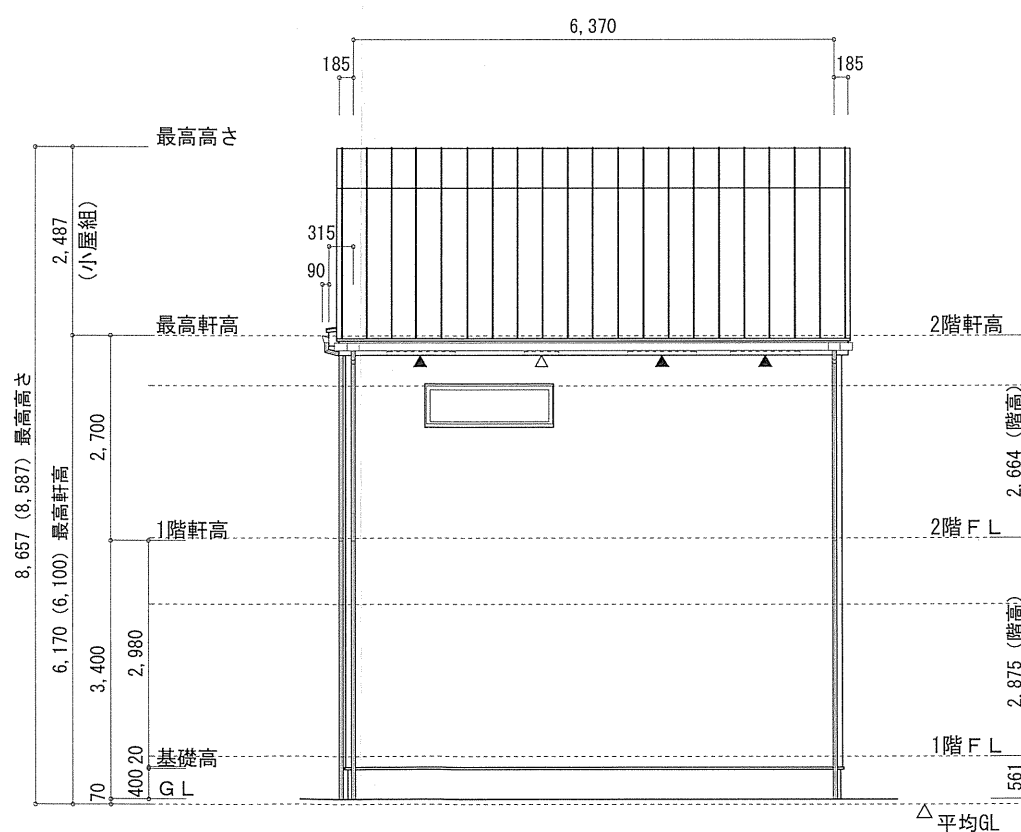 6,370
185
185
最高高さ
2,487
(小屋組)
315
90
最高軒高
2階軒高
8,657 (8,587) 最高高さ
6,170 (6,100) 最高軒高
2,700
2,664 (階高)
1階軒高
2階FL
3,400
2,980
2,875 (階高)
基礎高
1階FL
20
400
70
GL
561
△ 平均GL